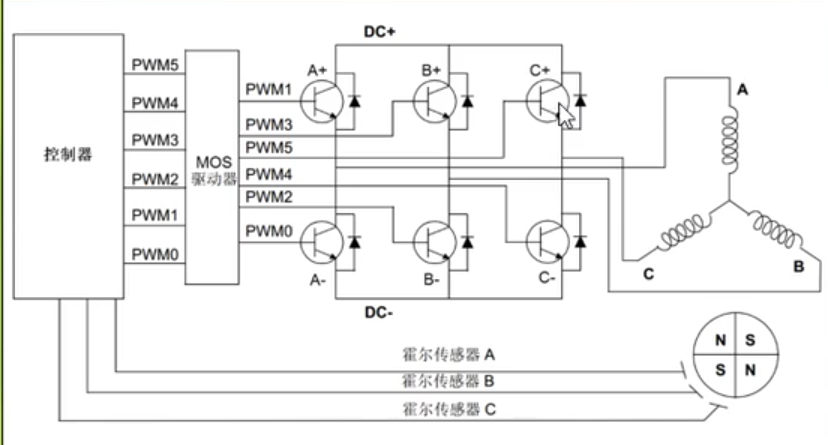 DC+
PWM5
A+
B+
C+
PWM1
A
PWM4
PWM3
PWM3
PWM5
控制器
MOS
驱动器
PWM4
PWM2
PWM2
PWM1
PWM0
PWM0
C
B
A-
B-
C-
DC-
N S
S N
霍尔传感器 A
霍尔传感器 B
霍尔传感器 C